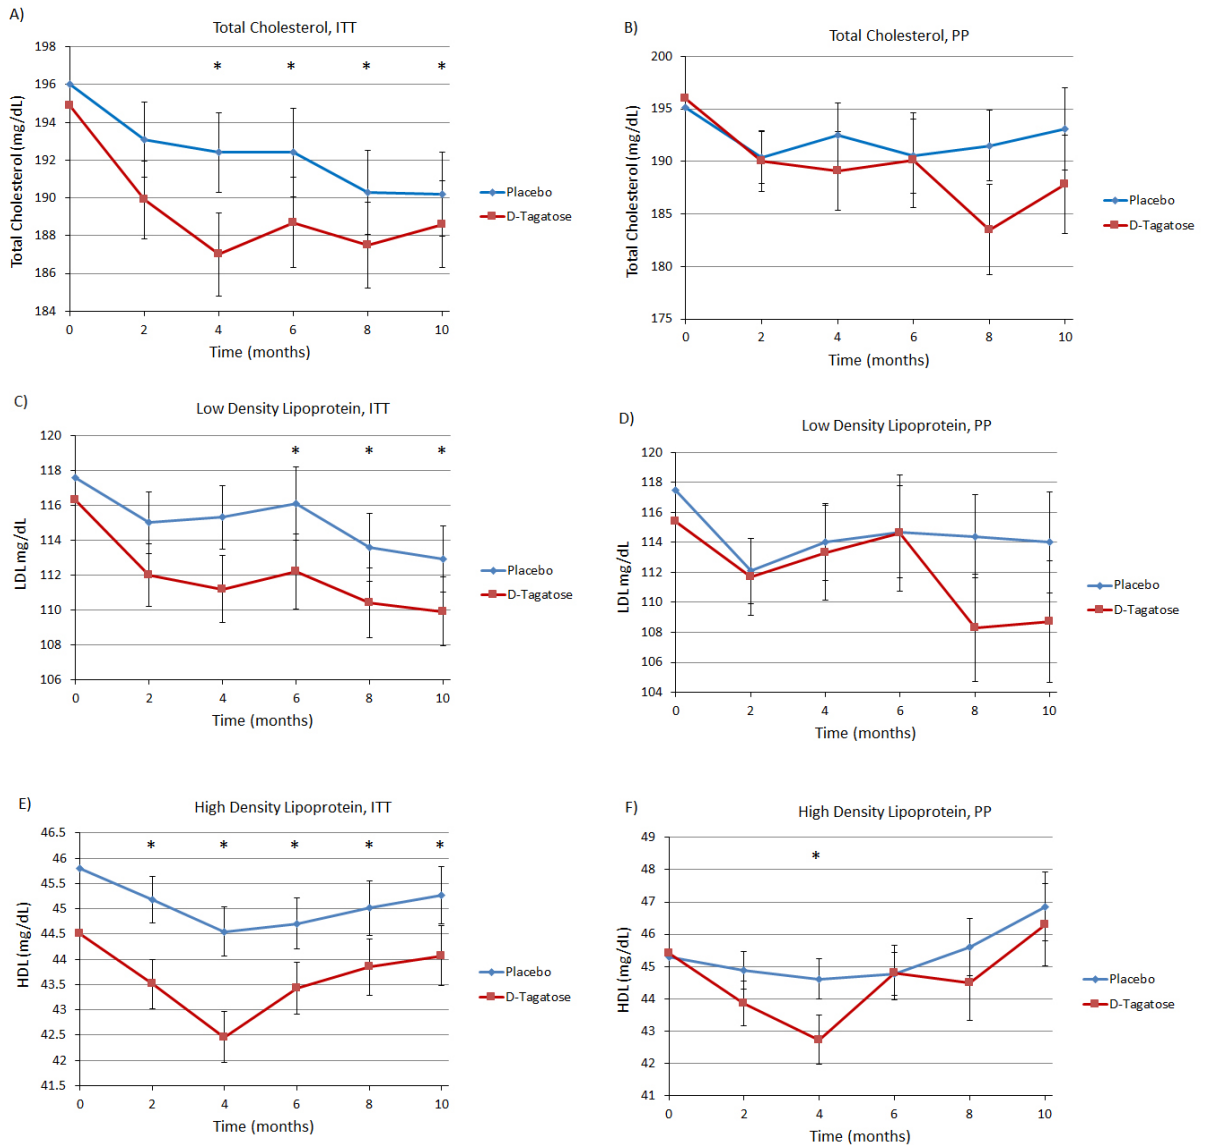 A)
Total Cholesterol, ITT
Total Cholesterol (mg/dL)
198
196
194
192
190
188
186
184
* * * *
0 2 4 6 8 10
Time (months)
Placebo
D-Tagatose
B)
Total Cholesterol, PP
Total Cholesterol (mg/dL)
200
195
190
185
180
175
0 2 4 6 8 10
Time (months)
Placebo
D-Tagatose
C)
Low Density Lipoprotein, ITT
LDL mg/dL
120
118
116
114
112
110
108
106
* * *
0 2 4 6 8 10
Time (months)
Placebo
D-Tagatose
D)
Low Density Lipoprotein, PP
LDL mg/dL
120
118
116
114
112
110
108
106
104
0 2 4 6 8 10
Time (months)
Placebo
D-Tagatose
E)
High Density Lipoprotein, ITT
HDL (mg/dL)
46.5
46
45.5
45
44.5
44
43.5
43
42.5
42
41.5
* * * * *
0 2 4 6 8 10
Time (months)
Placebo
D-Tagatose
F)
High Density Lipoprotein, PP
HDL (mg/dL)
49
48
47
46
45
44
43
42
41
*
0 2 4 6 8 10
Time (months)
Placebo
D-Tagatose